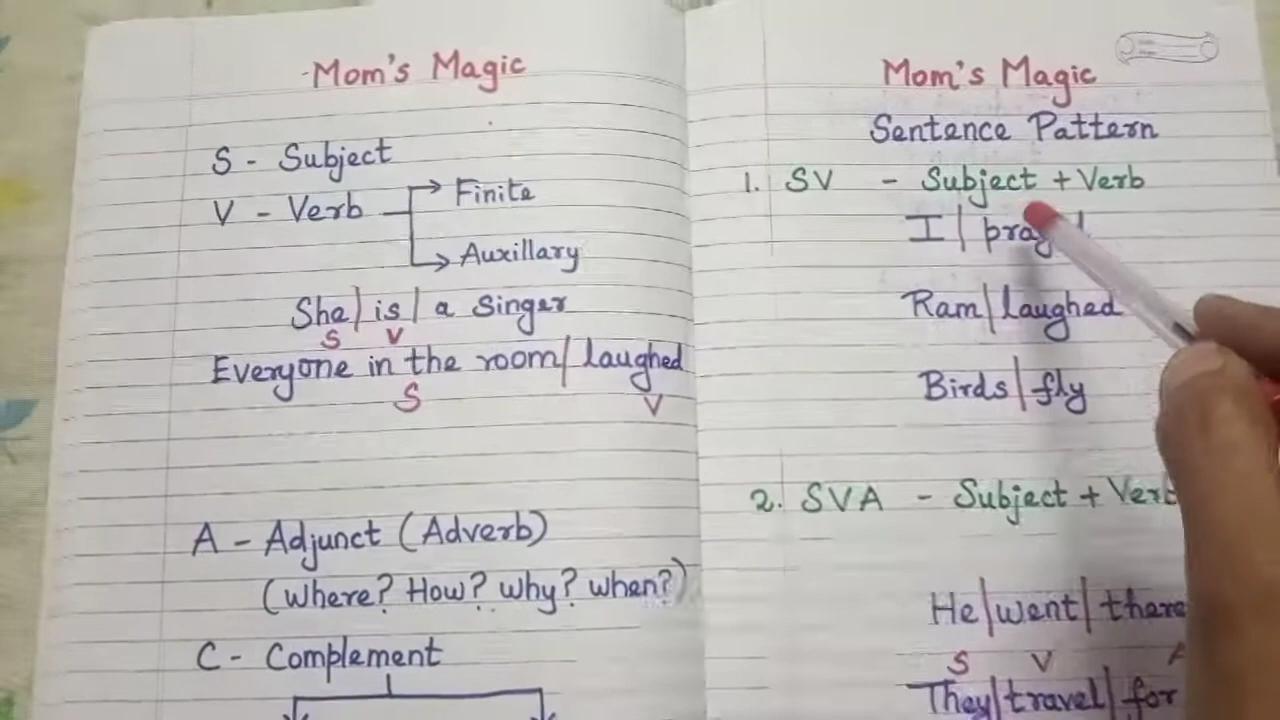 Mom's Magic
S - Subject
V - Verb
Finite
Auxillary
She | is | a singer
S V
Everyone in the room | laughed
S V
A - Adjunct (Adverb)
(Where? How? why? when?)
C - Complement
Mom's Magic
Sentence Pattern
1. SV - Subject + Verb
I |
Ram | laughed
Birds | fly
2. SVA - Subject + Verb
He | went | there
S V A
They | travel | for